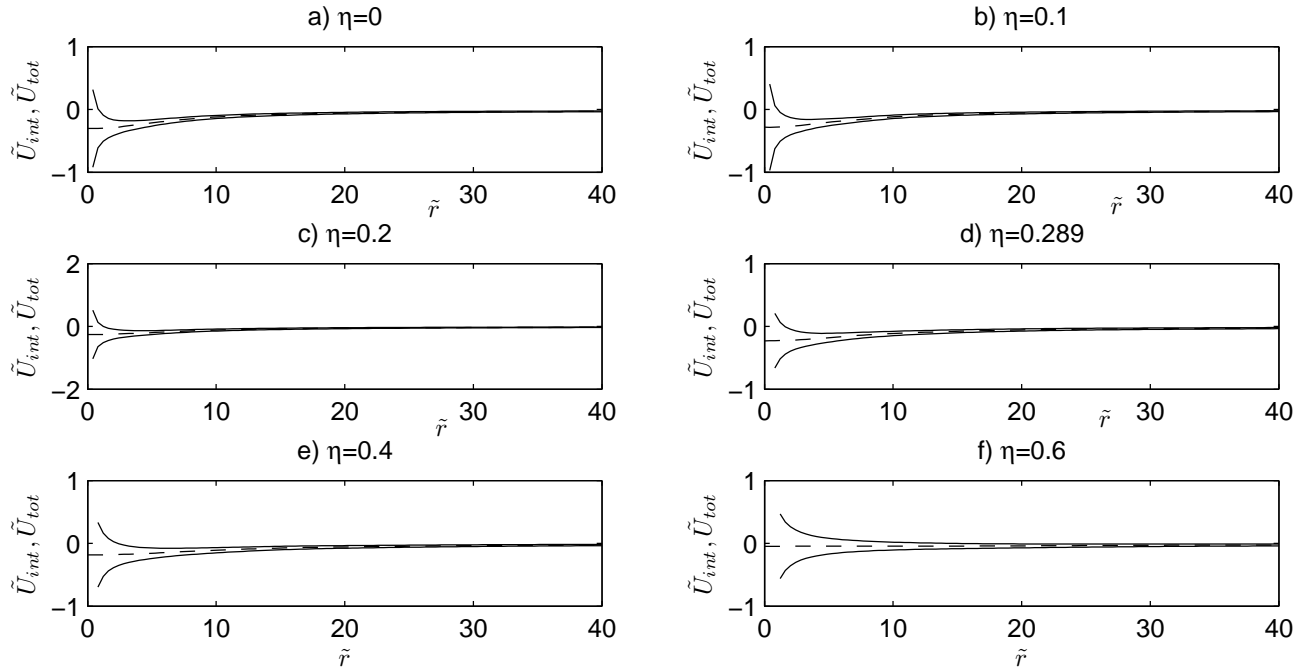 a) η=0
b) η=0.1
1
0
−1
Ũ_int, Ũ_tot
0 10 20 30 40
r̃
1
0
−1
Ũ_int, Ũ_tot
0 10 20 30 40
r̃
c) η=0.2
d) η=0.289
2
0
−2
Ũ_int, Ũ_tot
0 10 20 30 40
r̃
1
0
−1
Ũ_int, Ũ_tot
0 10 20 30 40
r̃
e) η=0.4
f) η=0.6
1
0
−1
Ũ_int, Ũ_tot
0 10 20 30 40
r̃
1
0
−1
Ũ_int, Ũ_tot
0 10 20 30 40
r̃